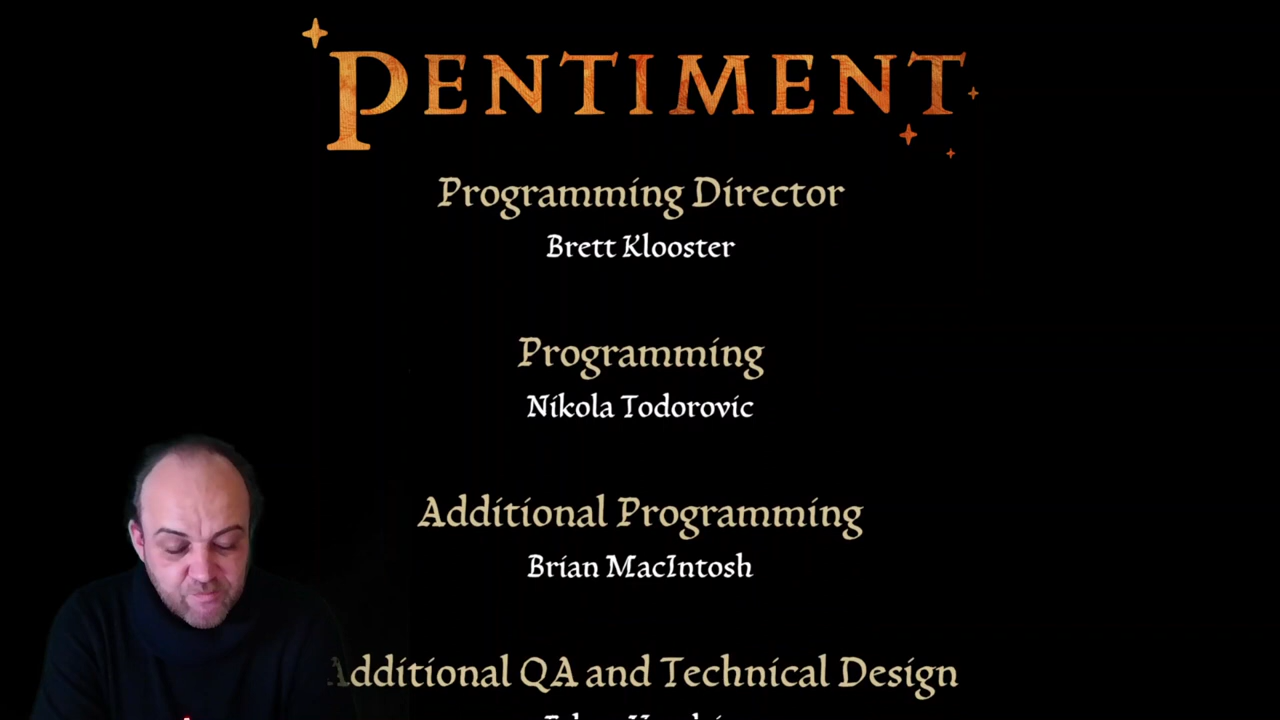 PENTIMENT
Programming Director
Brett Klooster
Programming
Nikola Todorovic
Additional Programming
Brian MacIntosh
Additional QA and Technical Design